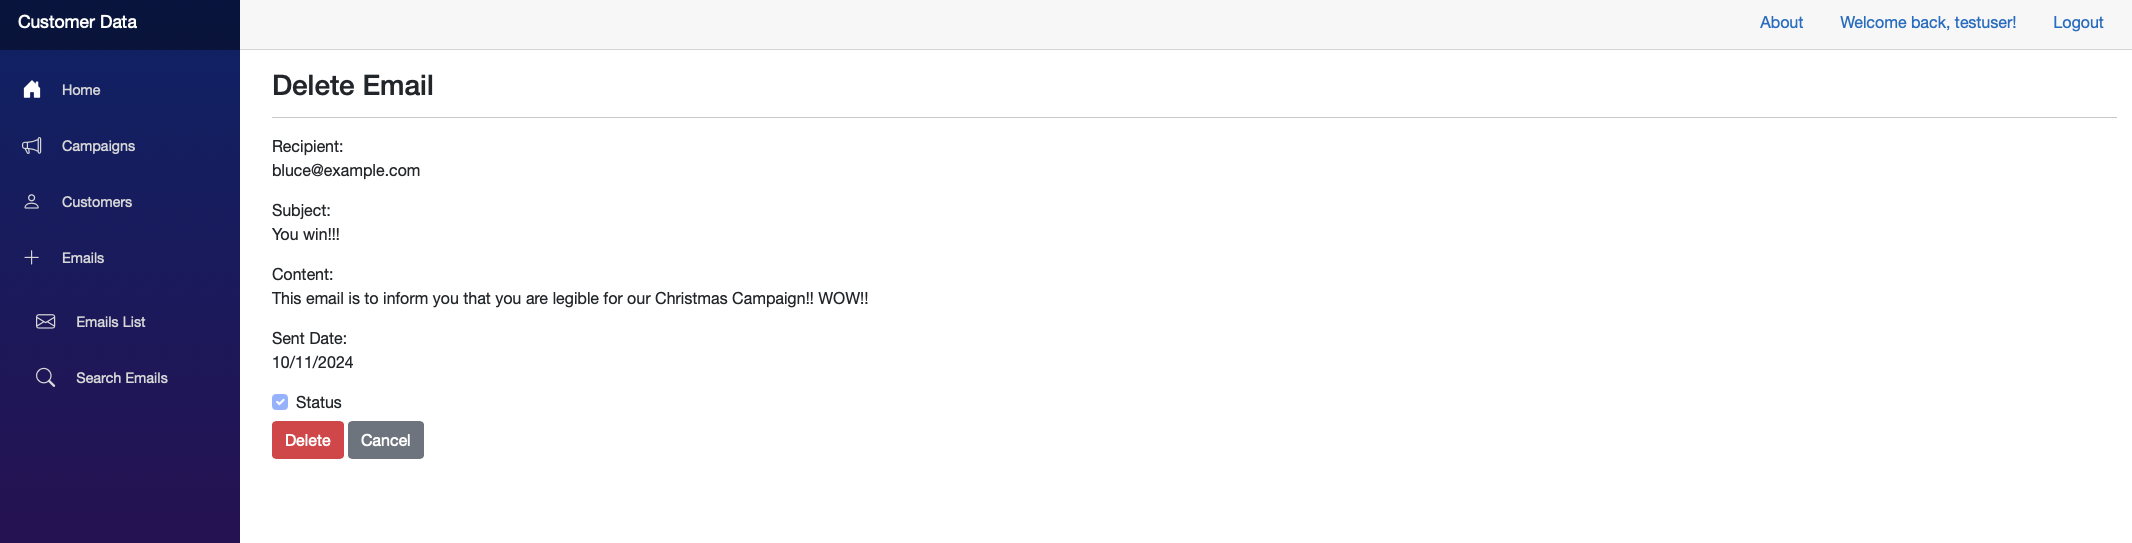 Customer Data
About
Welcome back, testuser!
Logout
Home
Campaigns
Customers
Emails
Emails List
Search Emails
Delete Email
Recipient:
bluce@example.com
Subject:
You win!!!
Content:
This email is to inform you that you are legible for our Christmas Campaign!! WOW!!
Sent Date:
10/11/2024
Status
Delete
Cancel